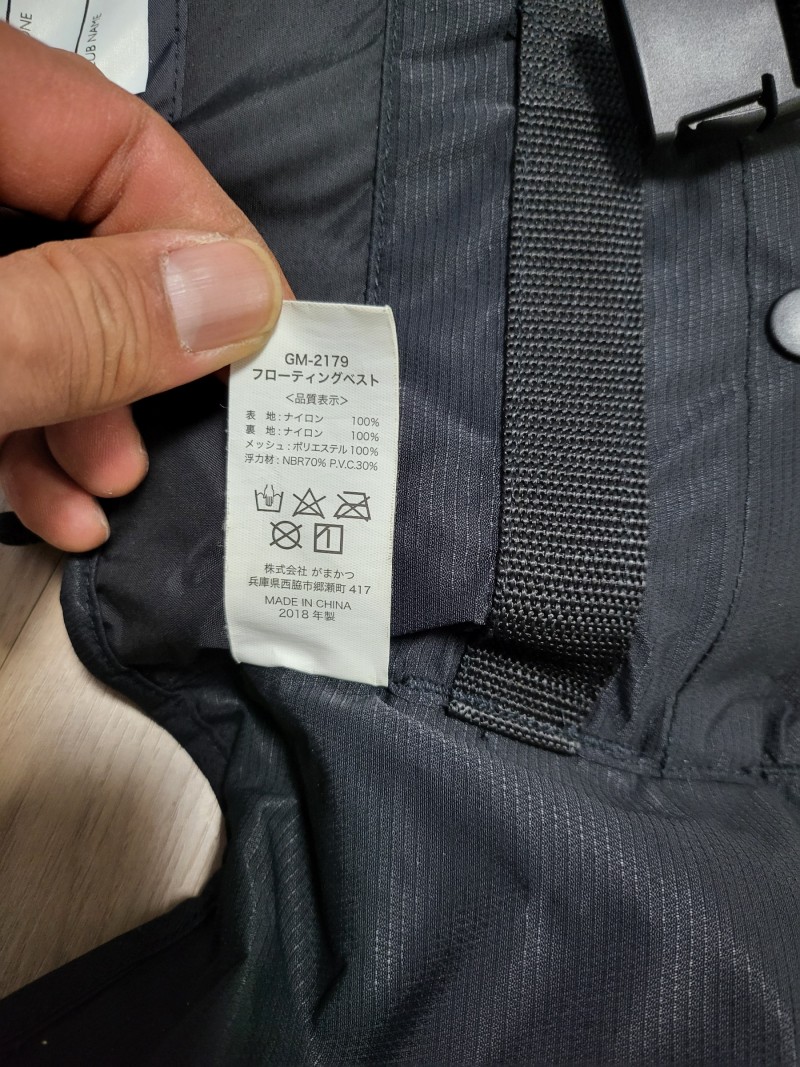 UB NAME
GM-2179
フローティングベスト
<品質表示>
表 地 : ナイロン 100%
裏 地 : ナイロン 100%
メッシュ : ポリエステル 100%
浮力材 : NBR70% P.V.C.30%
株式会社 がまかつ
兵庫県西脇市郷瀬町 417
MADE IN CHINA
2018 年製